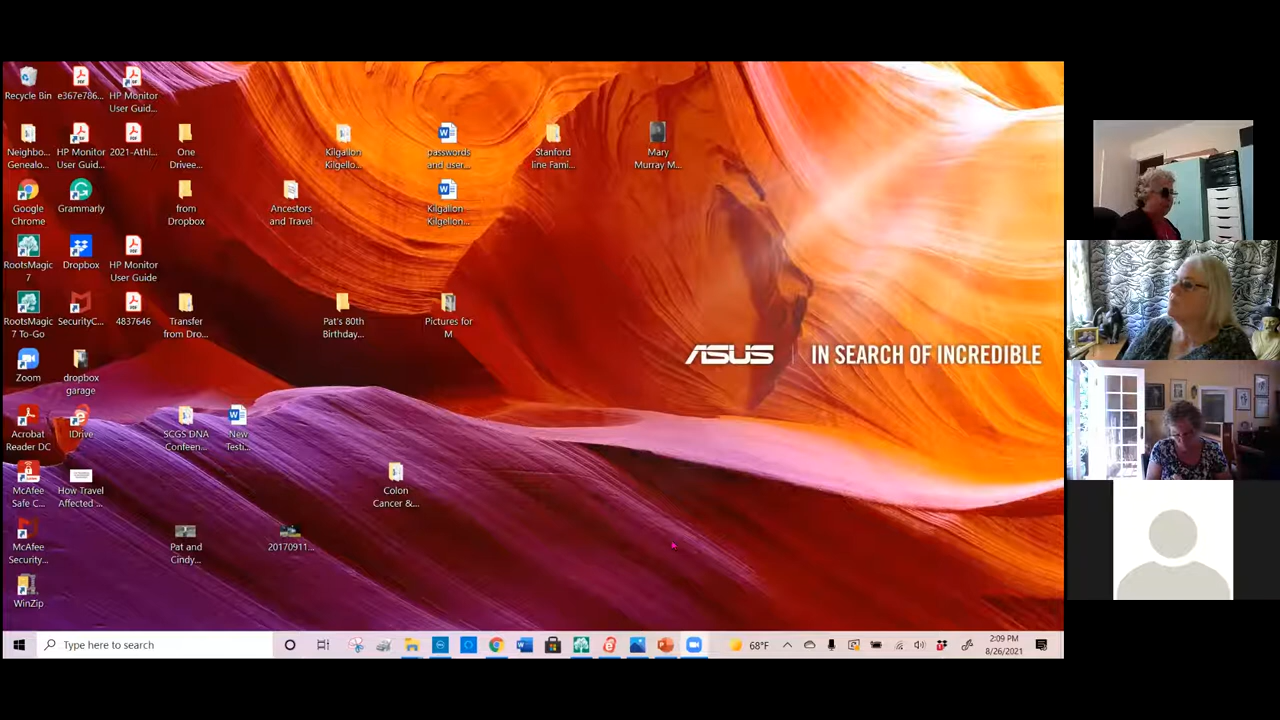 Recycle Bin
e367e786...
HP Monitor
User Guid...
Neighbo...
Genealo...
HP Monitor
User Guid...
2021-Athl...
One
Drivee...
Kilgallon
Kilgello...
passwords
and user...
Stanford
line Fami...
Mary
Murray M...
Google
Chrome
Grammarly
from
Dropbox
Ancestors
and Travel
Kilgallon -
Kilgellon...
RootsMagic
7
Dropbox
HP Monitor
User Guide
RootsMagic
7 To-Go
SecurityC...
4837646
Transfer
from Dro...
Pat's 80th
Birthday...
Pictures for
M
ASUS
IN SEARCH OF INCREDIBLE
Zoom
dropbox
garage
Acrobat
Reader DC
IDrive
SCGS DNA
Confeen...
New
Testi...
McAfee
Safe C...
How Travel
Affected ...
Colon
Cancer &...
McAfee
Security...
Pat and
Cindy...
20170911...
WinZip
Type here to search
68°F
2:09 PM
8/26/2021